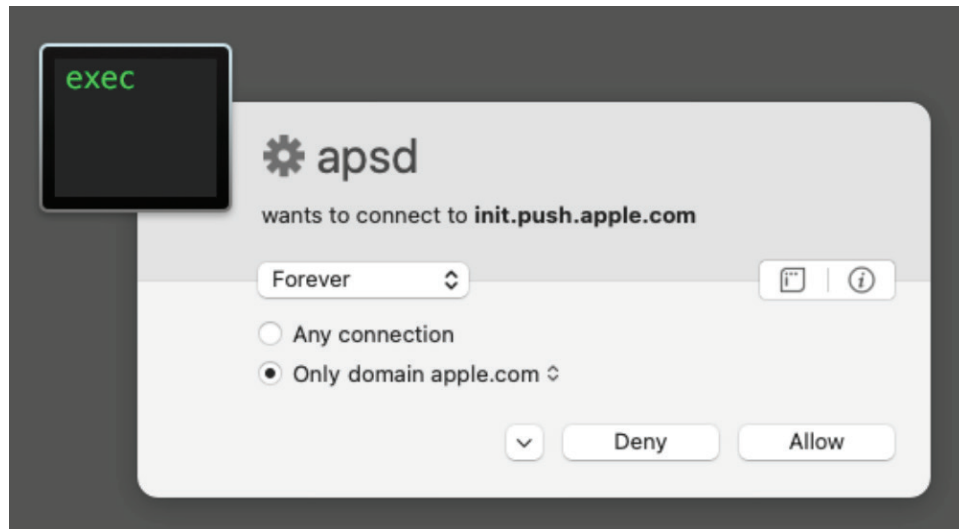 exec
apsd
wants to connect to init.push.apple.com
Forever
Any connection
Only domain apple.com
Deny
Allow